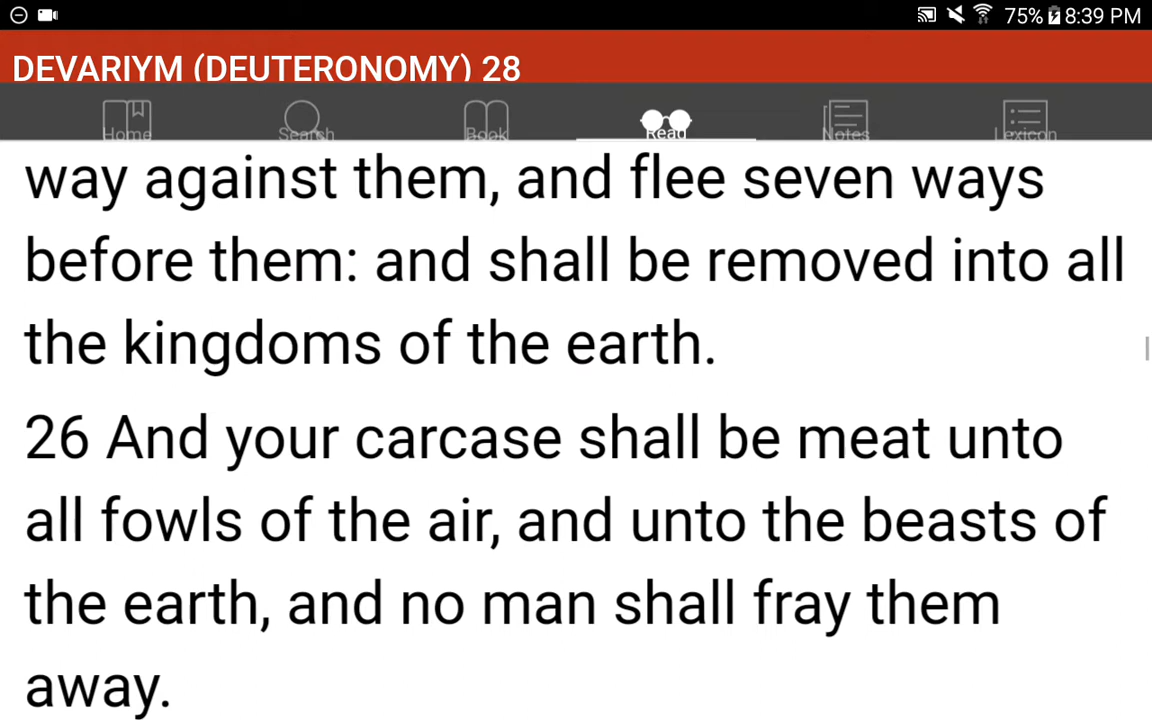 75% 8:39 PM
DEVARIYM (DEUTERONOMY) 28
Home Search Book Read Notes Lexicon
way against them, and flee seven ways
before them: and shall be removed into all
the kingdoms of the earth.
26 And your carcase shall be meat unto
all fowls of the air, and unto the beasts of
the earth, and no man shall fray them
away.